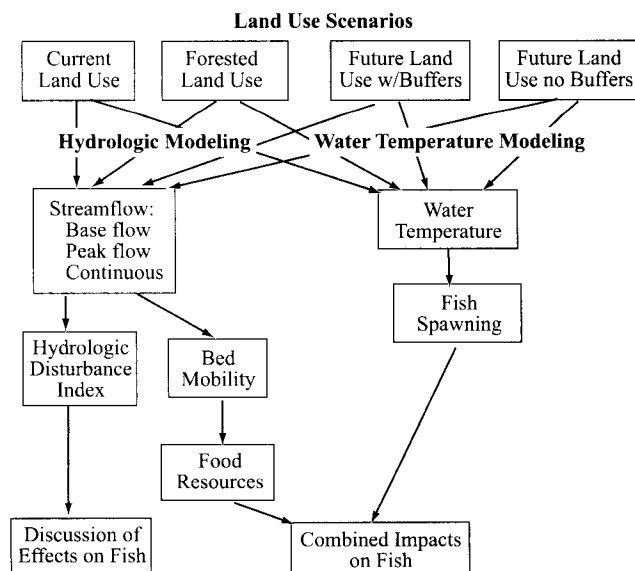 Land Use Scenarios
Current
Land Use
Forested
Land Use
Future Land
Use w/Buffers
Future Land
Use no Buffers
Hydrologic Modeling
Water Temperature Modeling
Streamflow:
Base flow
Peak flow
Continuous
Water
Temperature
Fish
Spawning
Hydrologic
Disturbance
Index
Bed
Mobility
Food
Resources
Discussion of
Effects on Fish
Combined Impacts
on Fish